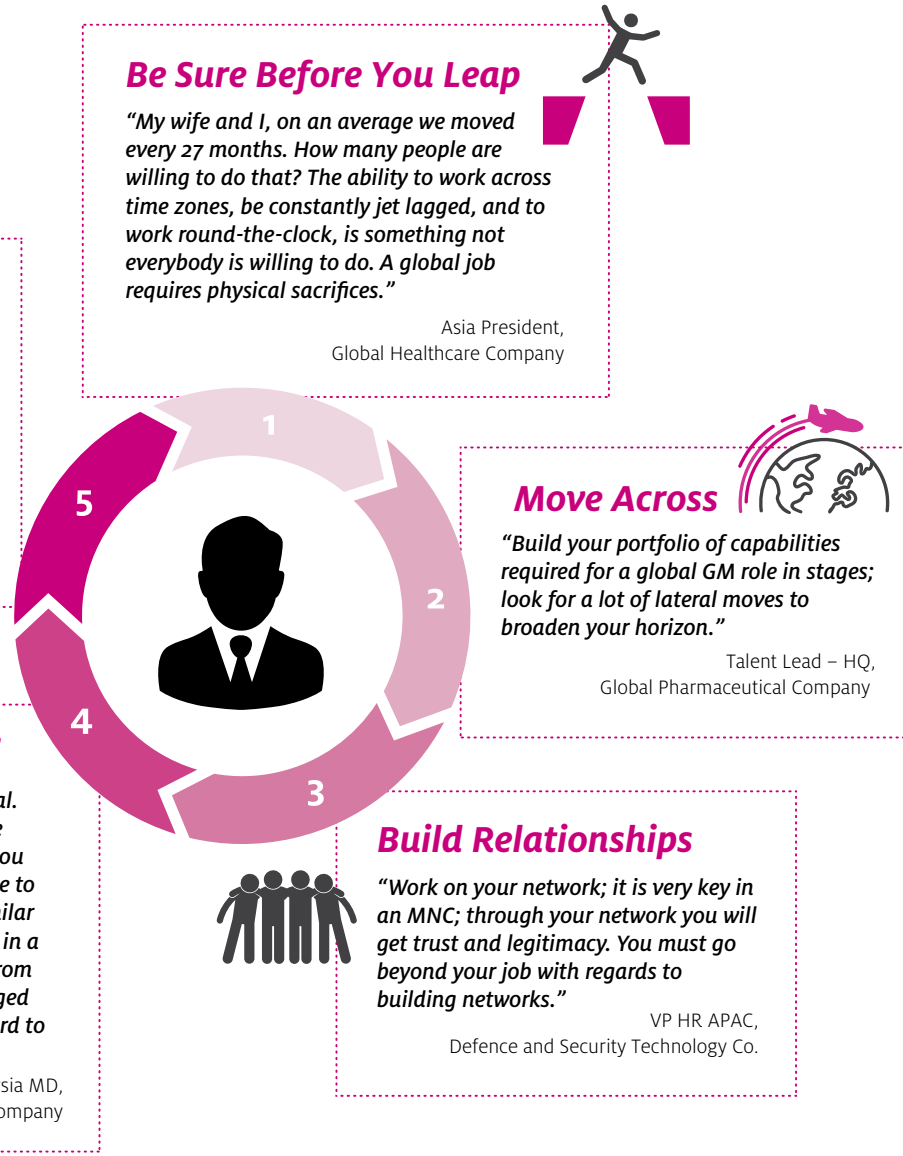 Be Sure Before You Leap
“My wife and I, on an average we moved
every 27 months. How many people are
willing to do that? The ability to work across
time zones, be constantly jet lagged, and to
work round-the-clock, is something not
everybody is willing to do. A global job
requires physical sacrifices.”
Asia President,
Global Healthcare Company
1
5
Move Across
“Build your portfolio of capabilities
required for a global GM role in stages;
look for a lot of lateral moves to
broaden your horizon.”
Talent Lead – HQ,
Global Pharmaceutical Company
2
4
3
Build Relationships
“Work on your network; it is very key in
an MNC; through your network you will
get trust and legitimacy. You must go
beyond your job with regards to
building networks.”
VP HR APAC,
Defence and Security Technology Co.
to
in a
to
MD,